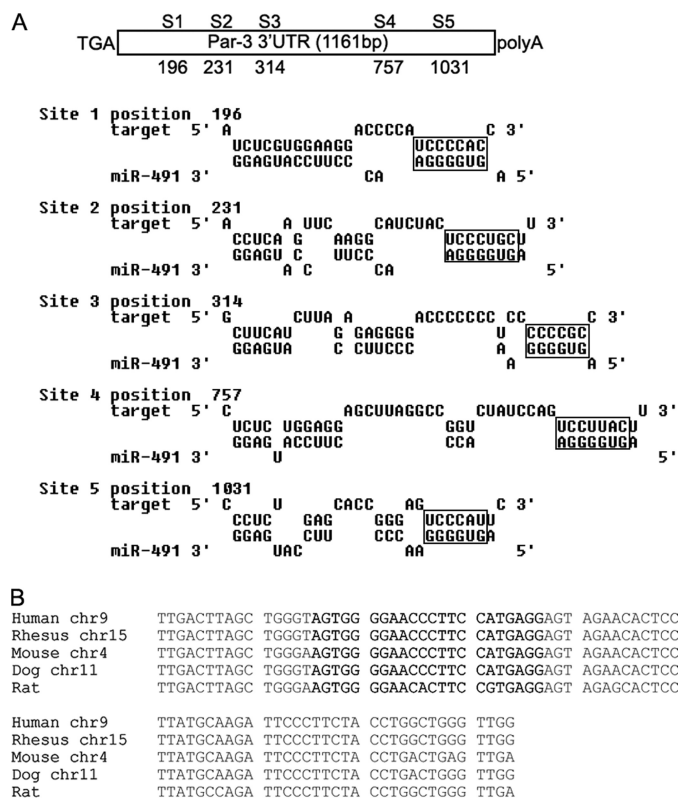 A
S1 S2 S3 S4 S5
TGA Par-3 3’UTR (1161bp) polyA
196 231 314 757 1031
Site 1 position 196
target 5' A ACCCCA C 3'
UCUCGUGGAAGG UCCCCAC
GGAGUACCUUCC AGGGGUG
miR-491 3' CA A 5'
Site 2 position 231
target 5' A A UUC CAUCUAC U 3'
CCUCA G AAGG UCCCUGCU
GGAGU C UUCC AGGGGUGA
miR-491 3' A C CA 5'
Site 3 position 314
target 5' G CUUA A ACCCCCCC CC C 3'
CUUCAU G GAGGGG U CCCCGC
GGAGUA C CUUCCC A GGGGUG
miR-491 3' A A 5'
Site 4 position 757
target 5' C AGCUUAGGCC CUAUCCAG U 3'
UCUC UGGAGG GGU UCCUUACU
GGAG ACCUUC CCA AGGGGUGA
miR-491 3' U 5'
Site 5 position 1031
target 5' C U CACC AG C 3'
CCUC GAG GGG UCCCAUU
GGAG CUU CCC GGGGUGA
miR-491 3' UAC AA 5'
B
Human chr9 TTGACTTAGC TGGGTAGTGG GGAACCCTTC CATGAGGAGT AGAACACTCC
Rhesus chr15 TTGACTTAGC TGGGTAGTGG GGAACCCTTC CATGAGGAGT AGAACACTCC
Mouse chr4 TTGACTTAGC TGGGAAGTGG GGAACCCTTC CATGAGGAGT AGAACACTCC
Dog chr11 TTGACTTAGC TGGGTAGTGG GGAACCCTTC CATGAGGAGT AGAACACTCC
Rat TTGACTTAGC TGGGAAGTGG GGAACACTTC CGTGAGGAGT AGAGCACTCC
Human chr9 TTATGCAAGA TTCCCTTCTA CCTGGCTGGG TTGG
Rhesus chr15 TTATGCAAGA TTCCCTTCTA CCTGGCTGGG TTGG
Mouse chr4 TTATGCAAGA TTCCCTTCTA CCTGACTGAG TTGA
Dog chr11 TTATGCAAGA TTCCCTTCTA CCTGACTGGG TTGG
Rat TTATGCCAGA TTCCCTTCTA CCTGGCTGGG TTGA